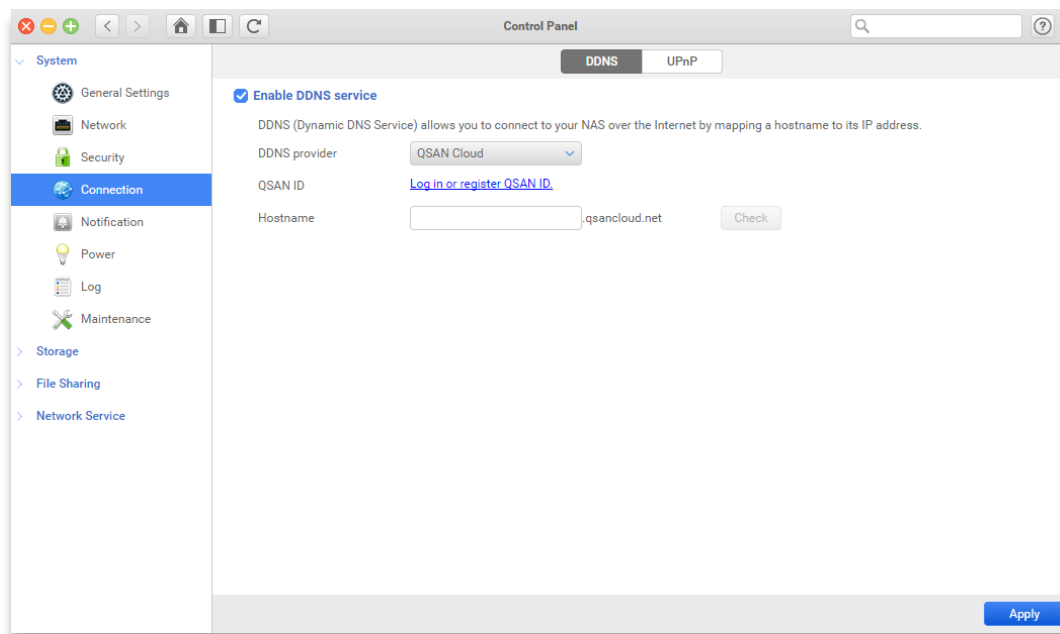 Control Panel
System
General Settings
Network
Security
Connection
Notification
Power
Log
Maintenance
Storage
File Sharing
Network Service
DDNS UPnP
Enable DDNS service
DDNS (Dynamic DNS Service) allows you to connect to your NAS over the Internet by mapping a hostname to its IP address.
DDNS provider QSAN Cloud
QSAN ID Log in or register QSAN ID.
Hostname .qsancloud.net Check
Apply